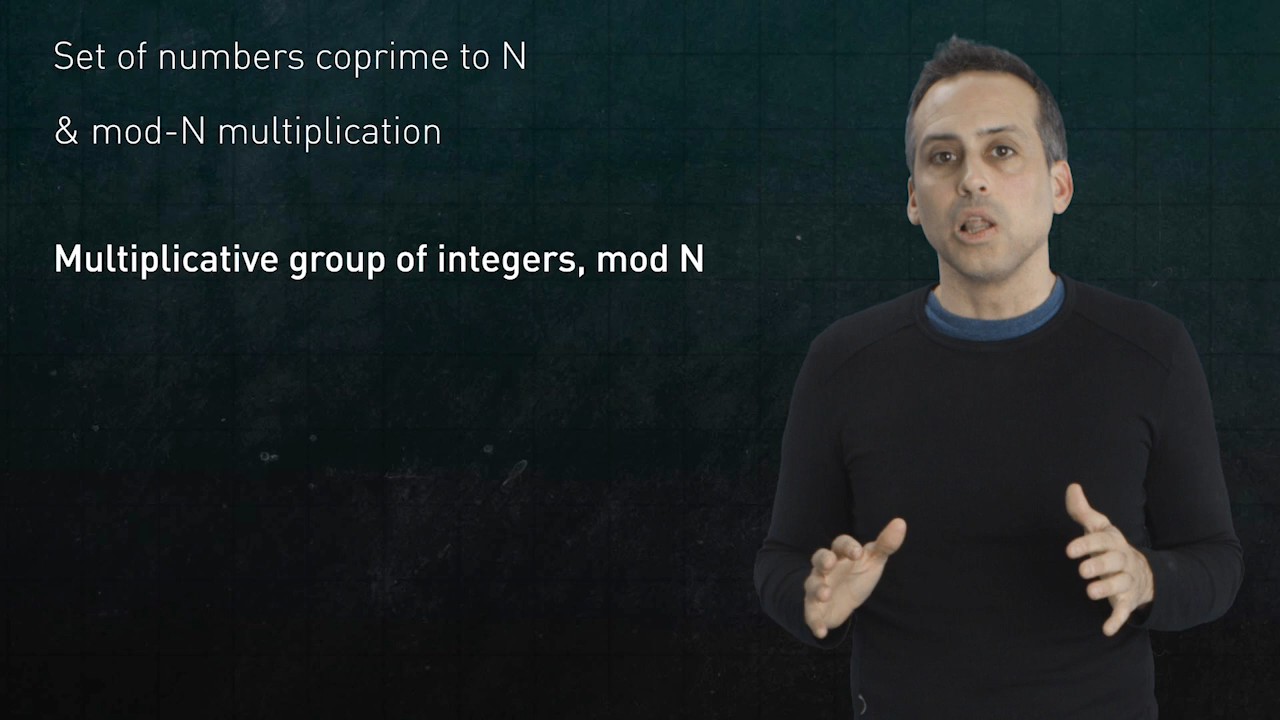 Set of numbers coprime to N
& mod-N multiplication
Multiplicative group of integers, mod N